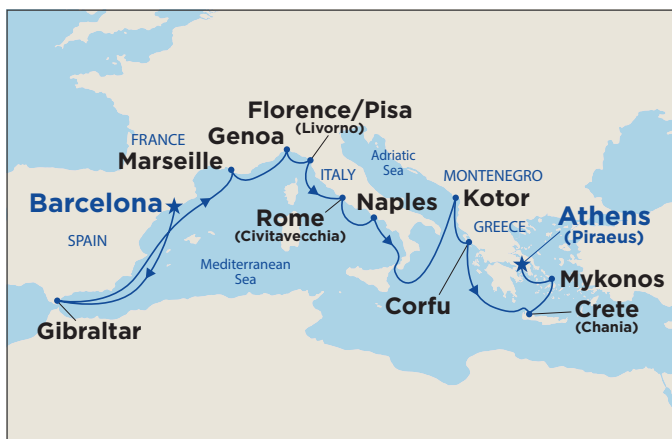 Florence/Pisa
(Livorno)
FRANCE
Genoa
Marseille
Adriatic
Sea
ITALY
MONTENEGRO
Barcelona
Naples
Kotor
Rome
(Civitavecchia)
GREECE
Athens
(Piraeus)
SPAIN
Mediterranean
Sea
Mykonos
Corfu
Crete
(Chania)
Gibraltar